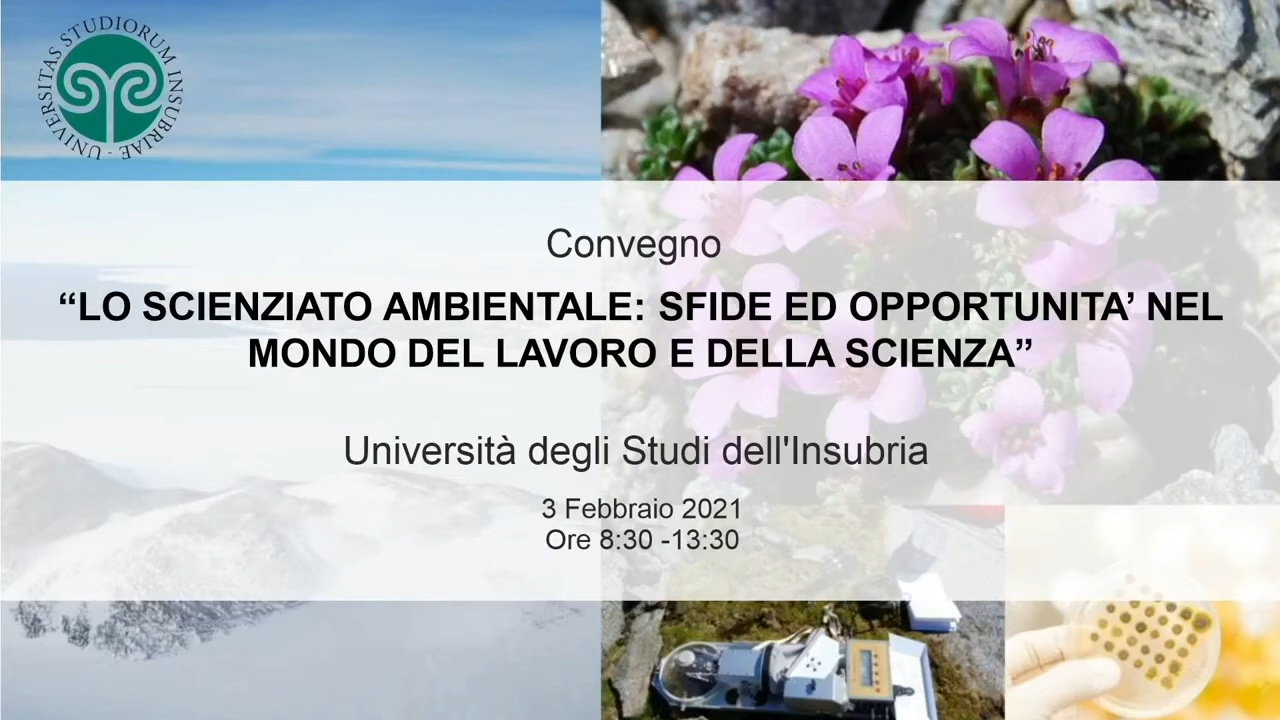 UNIVERSITAS STUDIORUM INSUBRIAE -
Convegno
“LO SCIENZIATO AMBIENTALE: SFIDE ED OPPORTUNITA’ NEL
MONDO DEL LAVORO E DELLA SCIENZA”
Università degli Studi dell'Insubria
3 Febbraio 2021
Ore 8:30 -13:30